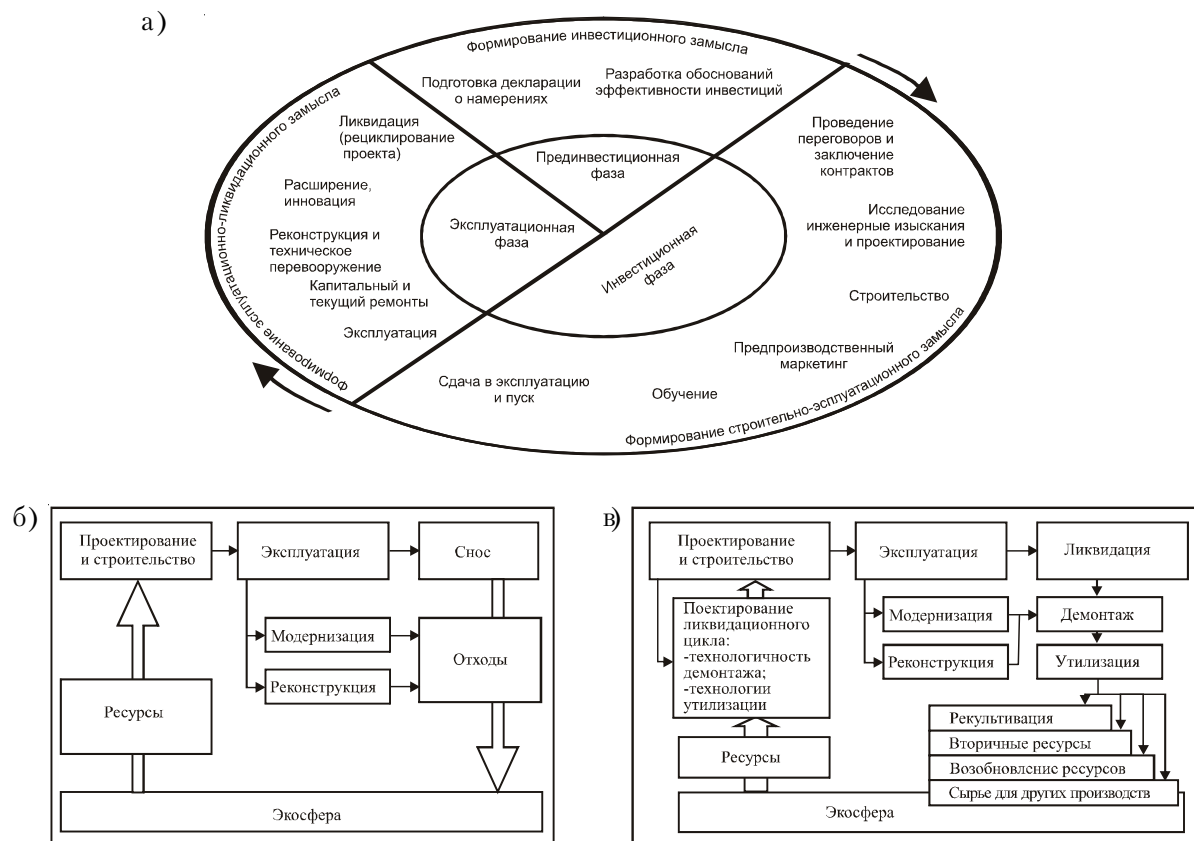 а)
Формирование инвестиционного замысла
Подготовка декларации
о намерениях
Разработка обоснований
эффективности инвестиций
Формирование эсплуатационно-ликвидационного замысла
Ликвидация
(рециклирование
проекта)
Расширение,
инновация
Реконструкция и
техническое
перевооружение
Капитальный и
текущий ремонты
Эксплуатация
Прединвестиционная
фаза
Эксплуатационная
фаза
Инвестиционная
фаза
Проведение
переговоров и
заключение
контрактов
Исследование
инженерные изыскания
и проектирование
Строительство
Предпроизводственный
маркетинг
Обучение
Сдача в эксплуатацию
и пуск
Формирование строительно-эсплуатационного замысла
б)
Проектирование
и строительство
Эксплуатация
Снос
Модернизация
Реконструкция
Отходы
Ресурсы
Экосфера
в)
Проектирование
и строительство
Эксплуатация
Ликвидация
Поектирование
ликвидационного
цикла:
-технологичность
демонтажа;
-технологии
утилизации
Модернизация
Реконструкция
Демонтаж
Утилизация
Ресурсы
Рекультивация
Вторичные ресурсы
Возобновление ресурсов
Сырье для других производств
Экосфера